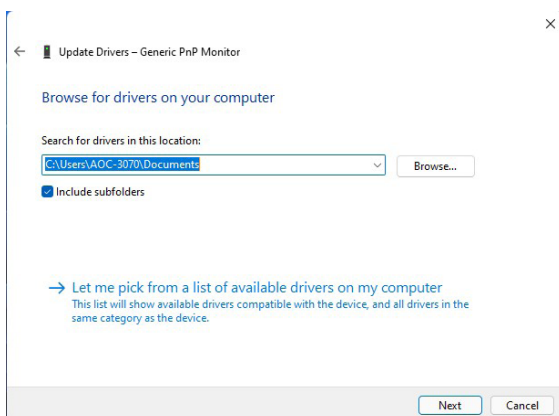 Update Drivers – Generic PnP Monitor
Browse for drivers on your computer
Search for drivers in this location:
C:\Users\AOC-3070\Documents
Browse...
Include subfolders
Let me pick from a list of available drivers on my computer
This list will show available drivers compatible with the device, and all drivers in the
same category as the device.
Next
Cancel